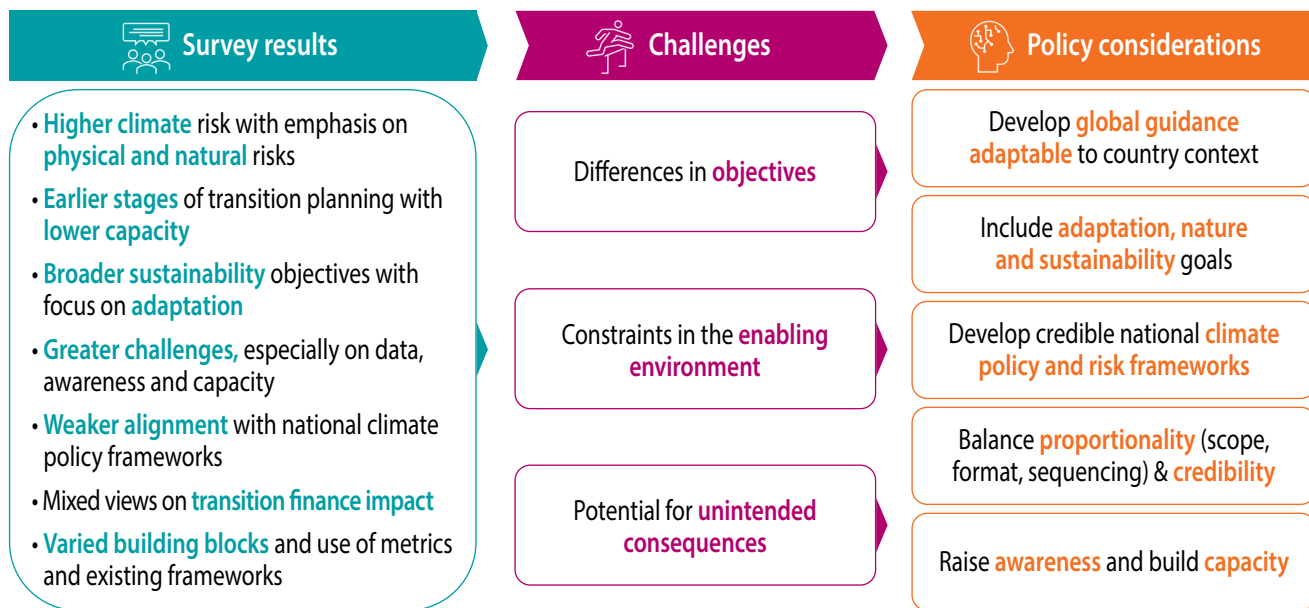 Survey results
• Higher climate risk with emphasis on
physical and natural risks
• Earlier stages of transition planning with
lower capacity
• Broader sustainability objectives with
focus on adaptation
• Greater challenges, especially on data,
awareness and capacity
• Weaker alignment with national climate
policy frameworks
• Mixed views on transition finance impact
• Varied building blocks and use of metrics
and existing frameworks
Challenges
Differences in objectives
Constraints in the enabling
environment
Potential for unintended
consequences
Policy considerations
Develop global guidance
adaptable to country context
Include adaptation, nature
and sustainability goals
Develop credible national climate
policy and risk frameworks
Balance proportionality (scope,
format, sequencing) & credibility
Raise awareness and build capacity